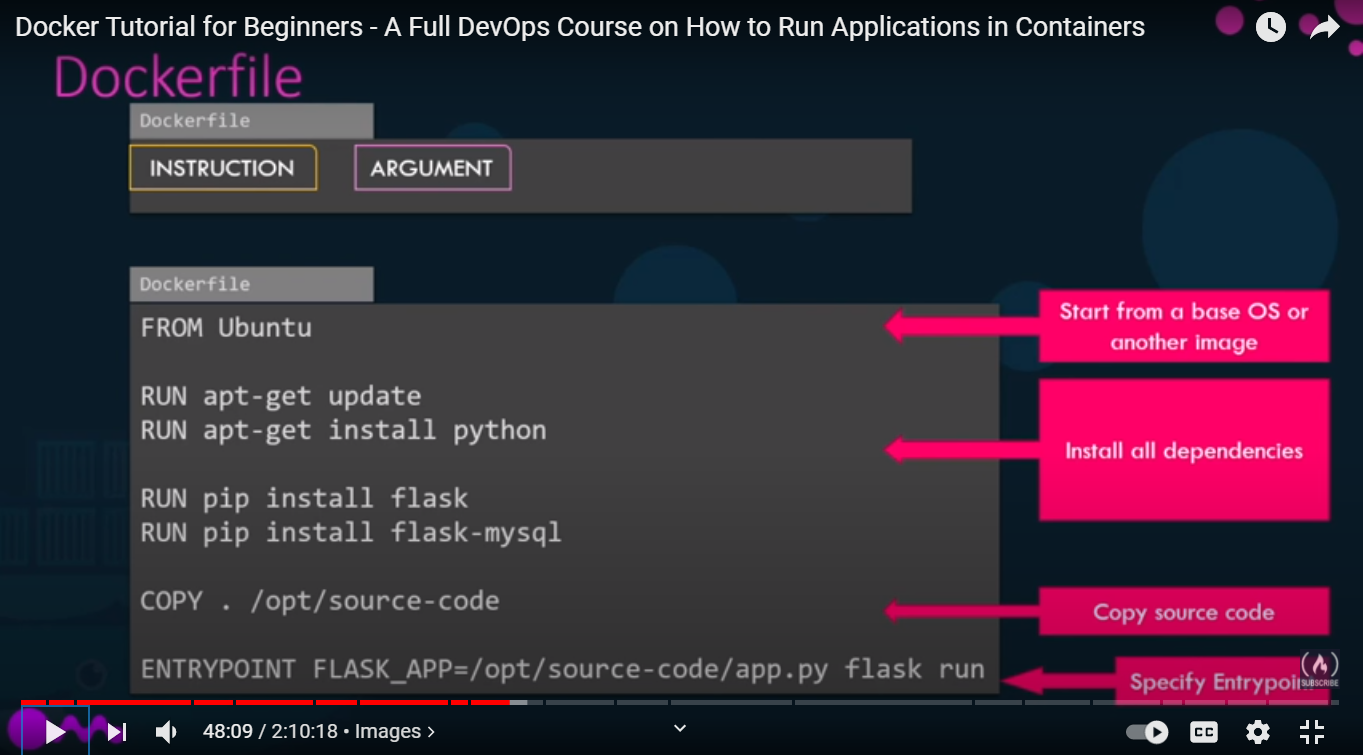 Docker Tutorial for Beginners - A Full DevOps Course on How to Run Applications in Containers
Dockerfile
Dockerfile
INSTRUCTION ARGUMENT
Dockerfile
FROM Ubuntu
Start from a base OS or
another image
RUN apt-get update
RUN apt-get install python
Install all dependencies
RUN pip install flask
RUN pip install flask-mysql
COPY . /opt/source-code
Copy source code
ENTRYPOINT FLASK_APP=/opt/source-code/app.py flask run
Specify Entrypoin
SUBSCRIBE
48:09 / 2:10:18 • Images >
CC